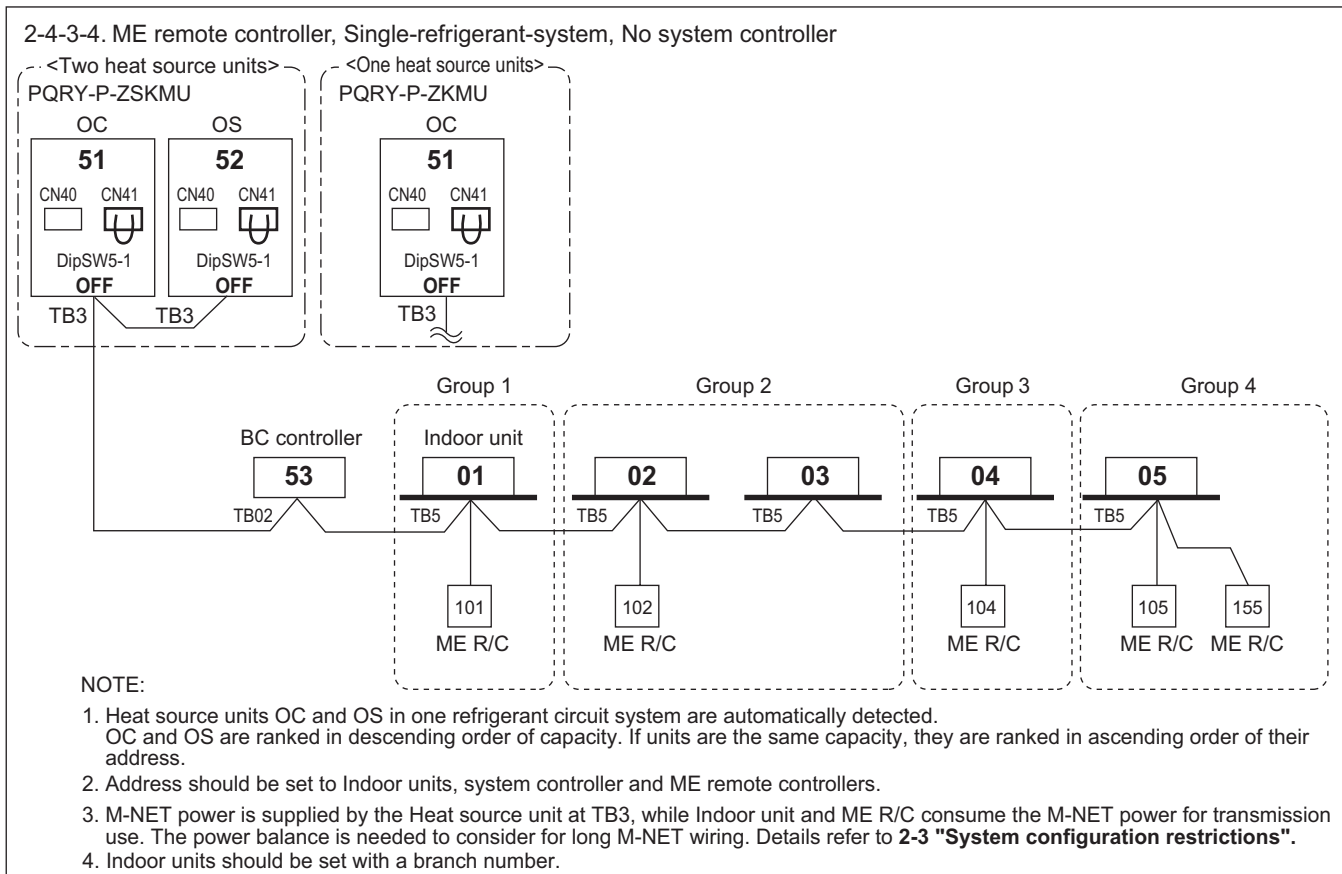 2-4-3-4. ME remote controller, Single-refrigerant-system, No system controller
<Two heat source units>
PQRY-P-ZSKMU
OC OS
51 52
CN40 CN41 CN40 CN41
DipSW5-1 DipSW5-1
OFF OFF
TB3 TB3
<One heat source units>
PQRY-P-ZKMU
OC
51
CN40 CN41
DipSW5-1
OFF
TB3
Group 1 Group 2 Group 3 Group 4
BC controller Indoor unit
53 01 02 03 04 05
TB02 TB5 TB5 TB5 TB5 TB5
101 102 104 105 155
ME R/C ME R/C ME R/C ME R/C ME R/C
NOTE:
1. Heat source units OC and OS in one refrigerant circuit system are automatically detected.
OC and OS are ranked in descending order of capacity. If units are the same capacity, they are ranked in ascending order of their
address.
2. Address should be set to Indoor units, system controller and ME remote controllers.
3. M-NET power is supplied by the Heat source unit at TB3, while Indoor unit and ME R/C consume the M-NET power for transmission
use. The power balance is needed to consider for long M-NET wiring. Details refer to 2-3 "System configuration restrictions".
4. Indoor units should be set with a branch number.